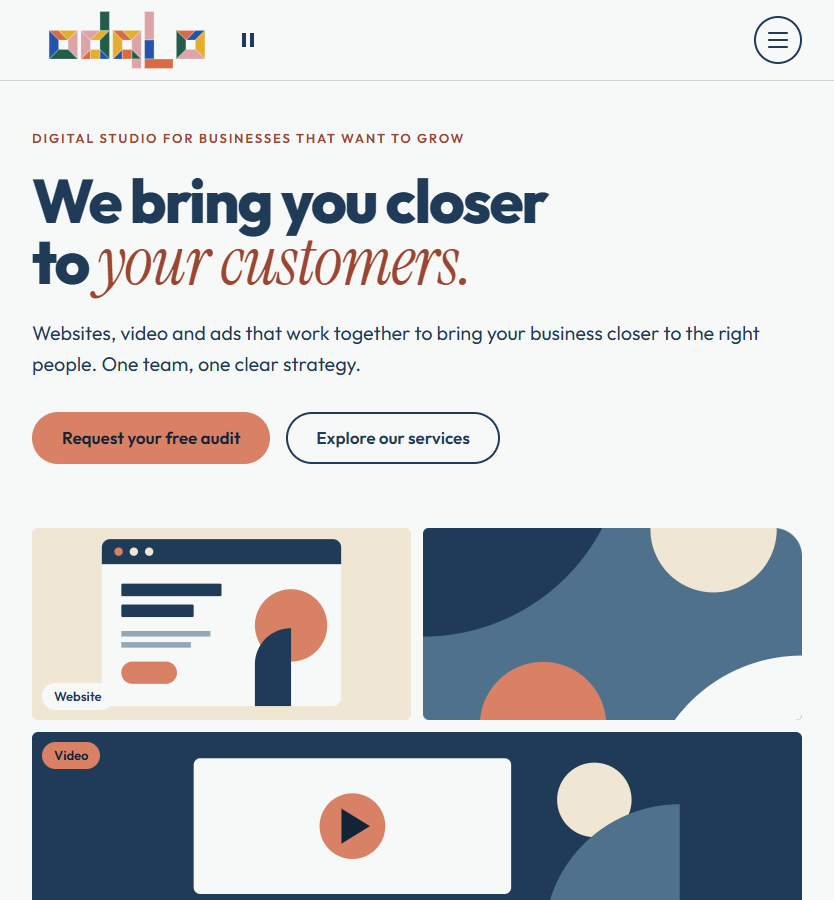 adalo
DIGITAL STUDIO FOR BUSINESSES THAT WANT TO GROW
We bring you closer
to your customers.
Websites, video and ads that work together to bring your business closer to the right
people. One team, one clear strategy.
Request your free audit
Explore our services
Website
Video